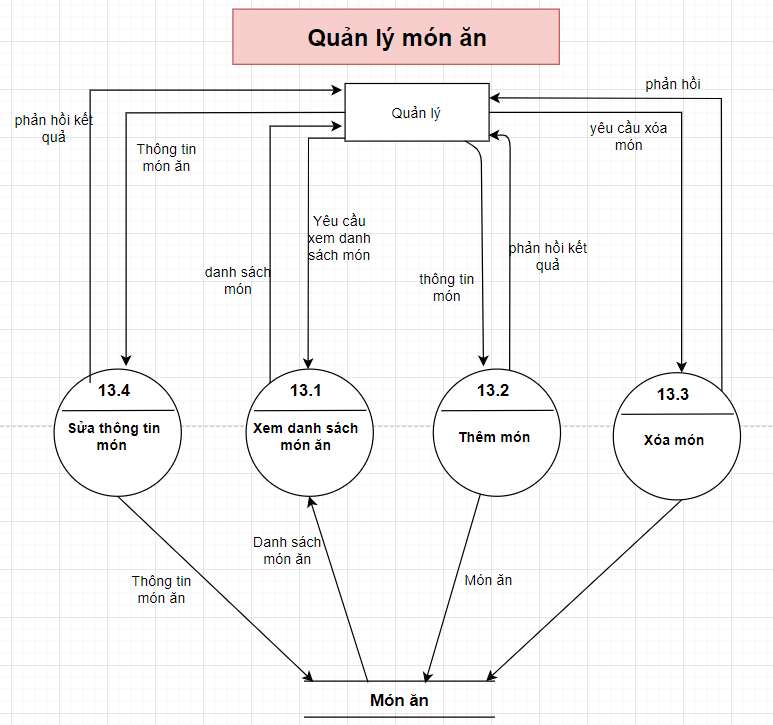 Quản lý món ăn
phản hồi
Quản lý
phản hồi kết
quả
Thông tin
món ăn
yêu cầu xóa
món
Yêu cầu
xem danh
sách món
danh sách
món
thông tin
món
phản hồi kết
quả
13.4
Sửa thông tin
món
13.1
Xem danh sách
món ăn
13.2
Thêm món
13.3
Xóa món
Danh sách
món ăn
Thông tin
món ăn
Món ăn
Món ăn